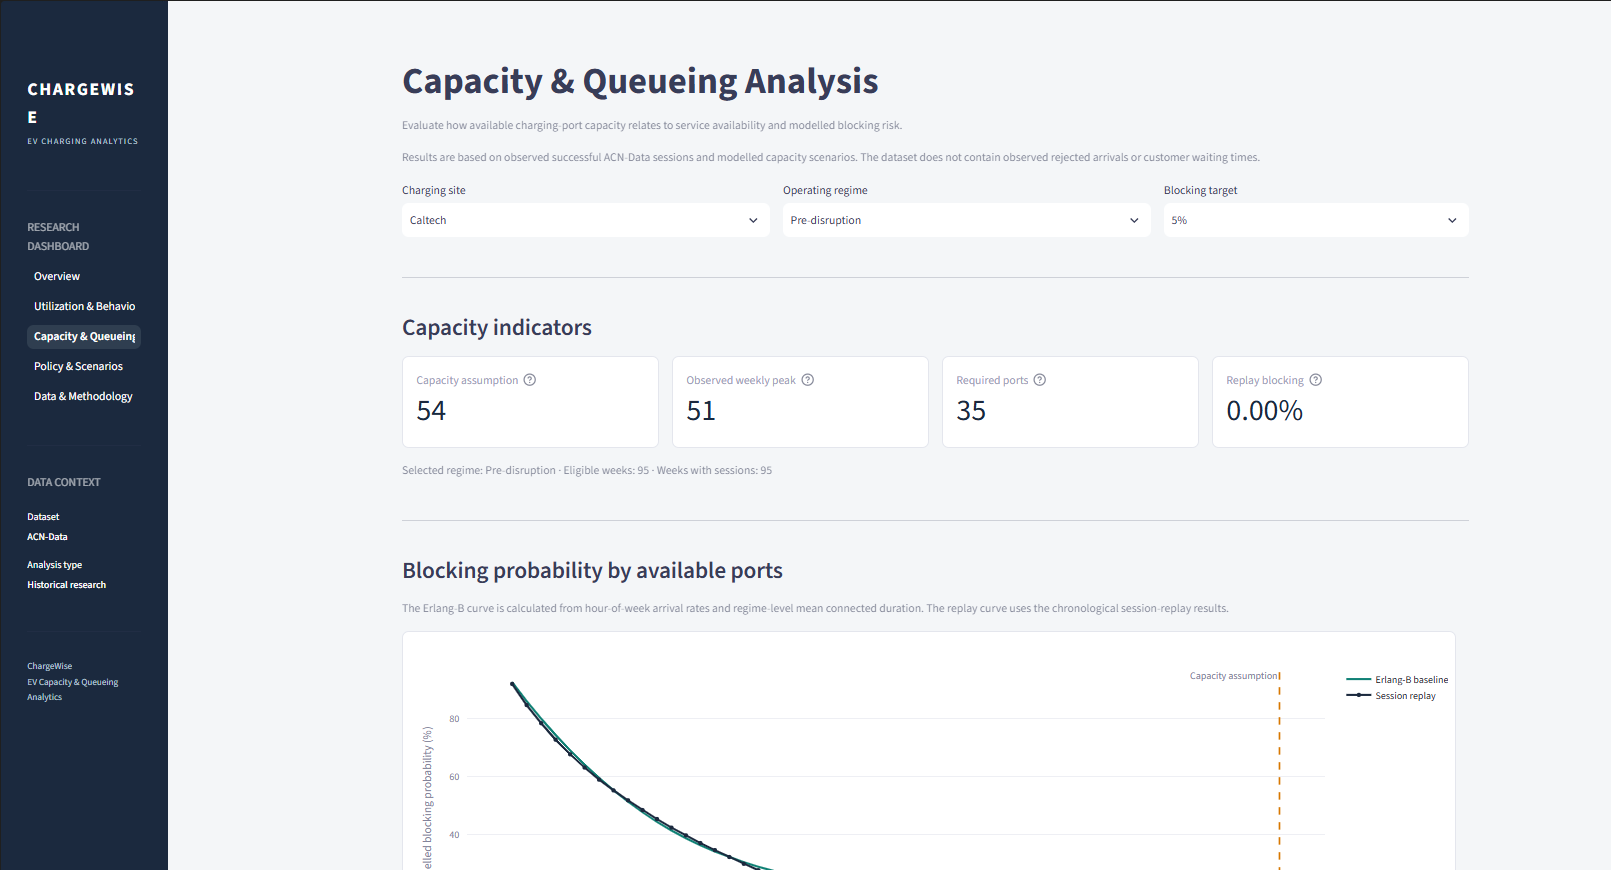 CHARGEWIS
E
EV CHARGING ANALYTICS
RESEARCH
DASHBOARD
Overview
Utilization & Behavio
Capacity & Queueing
Policy & Scenarios
Data & Methodology
DATA CONTEXT
Dataset
ACN-Data
Analysis type
Historical research
ChargeWise
EV Capacity & Queueing
Analytics
Capacity & Queueing Analysis
Evaluate how available charging-port capacity relates to service availability and modelled blocking risk.
Results are based on observed successful ACN-Data sessions and modelled capacity scenarios. The dataset does not contain observed rejected arrivals or customer waiting times.
Charging site
Caltech
Operating regime
Pre-disruption
Blocking target
5%
Capacity indicators
Capacity assumption
54
Observed weekly peak
51
Required ports
35
Replay blocking
0.00%
Selected regime: Pre-disruption · Eligible weeks: 95 · Weeks with sessions: 95
Blocking probability by available ports
The Erlang-B curve is calculated from hour-of-week arrival rates and regime-level mean connected duration. The replay curve uses the chronological session-replay results.
Capacity assumption
Erlang-B baseline
Session replay
80
60
40
elled blocking probability (%)